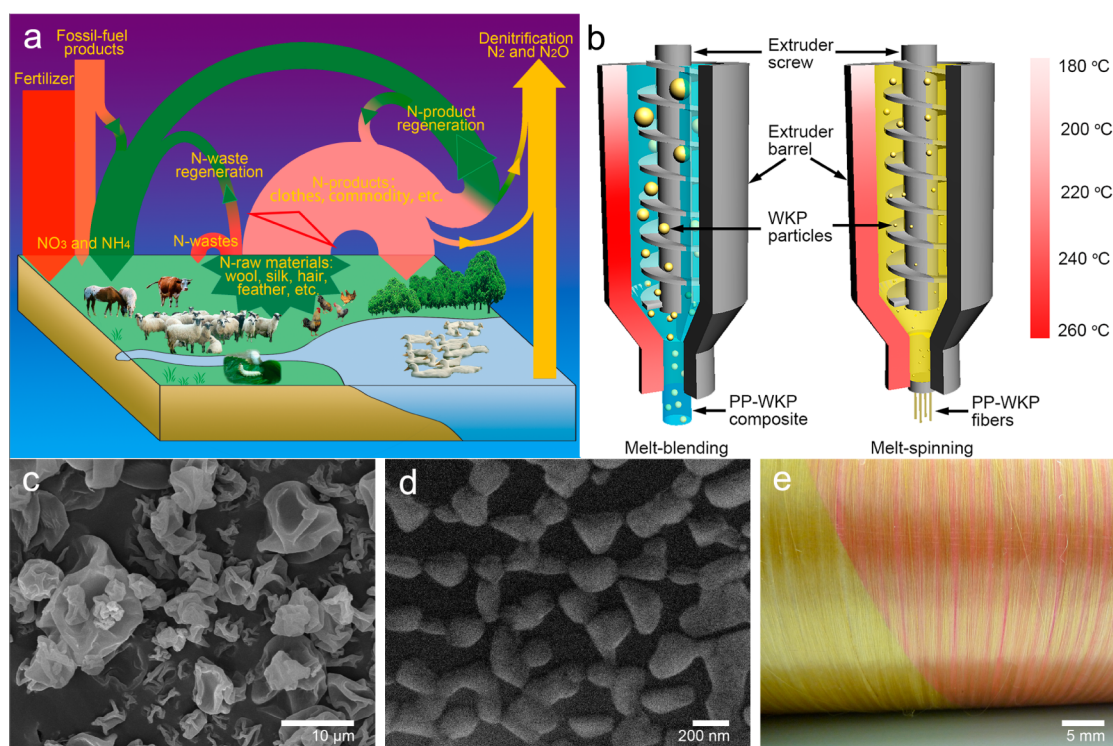 a
Fossil-fuel
products
Fertilizer
Denitrification
N₂ and N₂O
N-product
regeneration
N-waste
regeneration
N-products:
clothes, commodity, etc.
NO₃ and NH₄
N-wastes
N-raw materials:
wool, silk, hair,
feather, etc.
b
Extruder
screw
Extruder
barrel
WKP
particles
PP-WKP
composite
PP-WKP
fibers
Melt-blending
Melt-spinning
180 °C
200 °C
220 °C
240 °C
260 °C
c
10 µm
d
200 nm
e
5 mm